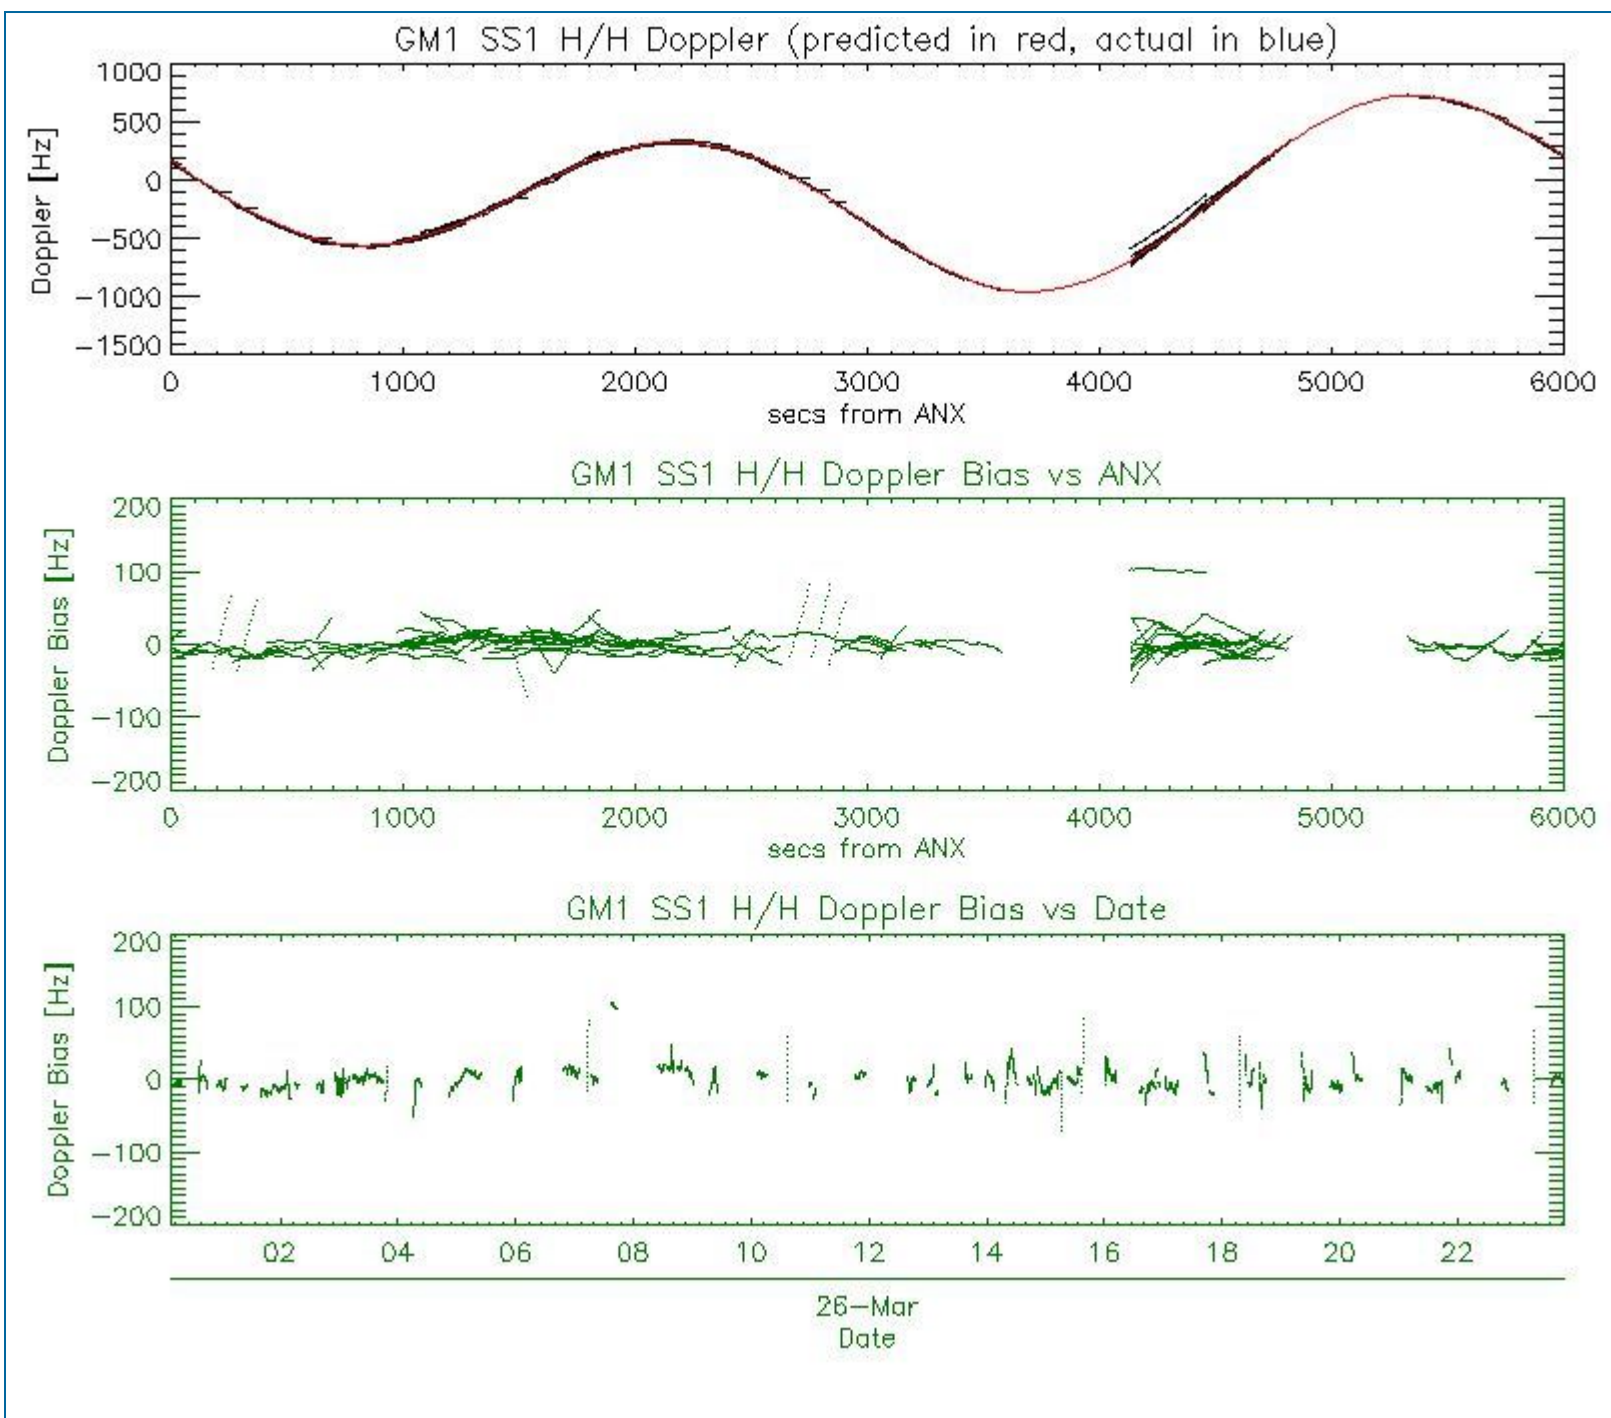 GM1 SS1 H/H Doppler (predicted in red, actual in blue)
1000
500
0
-500
-1000
-1500
Doppler [Hz]
0 1000 2000 3000 4000 5000 6000
secs from ANX
GM1 SS1 H/H Doppler Bias vs ANX
200
100
0
-100
-200
Doppler Bias [Hz]
0 1000 2000 3000 4000 5000 6000
secs from ANX
GM1 SS1 H/H Doppler Bias vs Date
200
100
0
-100
-200
Doppler Bias [Hz]
02 04 06 08 10 12 14 16 18 20 22
26-Mar
Date